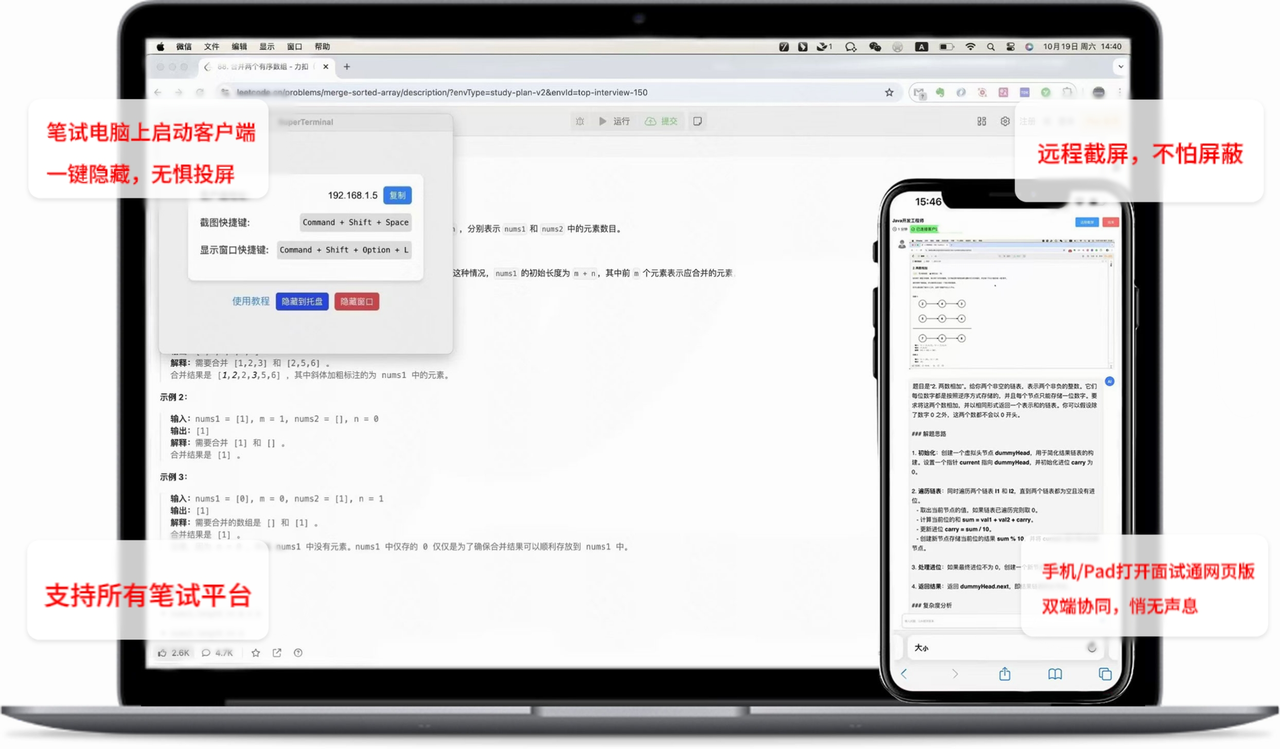 微信 文件 编辑 显示 窗口 帮助
1
A
10月19日 周六 14:40
88. 合并两个有序数组 - 力扣
leetcode.cn/problems/merge-sorted-array/description/?envType=study-plan-v2&envId=top-interview-150
笔试电脑上启动客户端
一键隐藏，无惧投屏
SuperTerminal
运行
提交
远程截屏，不怕屏蔽
192.168.1.5 复制
截图快捷键: Command + Shift + Space
显示窗口快捷键: Command + Shift + Option + L
使用教程 隐藏到托盘 隐藏窗口
，分别表示 nums1 和 nums2 中的元素数目。
这种情况，nums1 的初始长度为 m + n，其中前 m 个元素表示应合并的元素
解释：需要合并 [1,2,3] 和 [2,5,6] 。
合并结果是 [1,2,2,3,5,6] ，其中斜体加粗标注的为 nums1 中的元素。
示例 2：
输入：nums1 = [1], m = 1, nums2 = [], n = 0
输出：[1]
解释：需要合并 [1] 和 [] 。
合并结果是 [1] 。
示例 3：
输入：nums1 = [0], m = 0, nums2 = [1], n = 1
输出：[1]
解释：需要合并的数组是 [] 和 [1] 。
合并结果是 [1] 。
nums1 中没有元素。nums1 中仅存的 0 仅仅是为了确保合并结果可以顺利存放到 nums1 中。
支持所有笔试平台
2.6K
4.7K
15:46
Java开发工程师
题目是“2. 两数相加”。给你两个非空的链表，表示两个非负的整数。它们
每位数字都是按照逆序方式存储的，并且每个节点只能存储一位数字。要
求将这两个数相加，并以相同形式返回一个表示和的链表。你可以假设除
了数字 0 之外，这两个数都不会以 0 开头。
### 解题思路
1. 初始化：创建一个虚拟头节点 dummyHead，用于简化结果链表的构
建。设置一个指针 current 指向 dummyHead，并初始化进位 carry 为
0。
2. 遍历链表：同时遍历两个链表 l1 和 l2，直到两个链表都为空且没有进
位。
- 取出当前节点的值，如果链表已遍历完则取 0。
- 计算当前位的和 sum = val1 + val2 + carry。
- 更新进位 carry = sum / 10。
- 创建新节点存储当前位的结果 sum % 10
节点。
3. 处理进位：如果最终进位不为 0，创建一个
4. 返回结果：返回 dummyHead.next，即
### 复杂度分析
手机/Pad打开面试通网页版
双端协同，悄无声息
大小